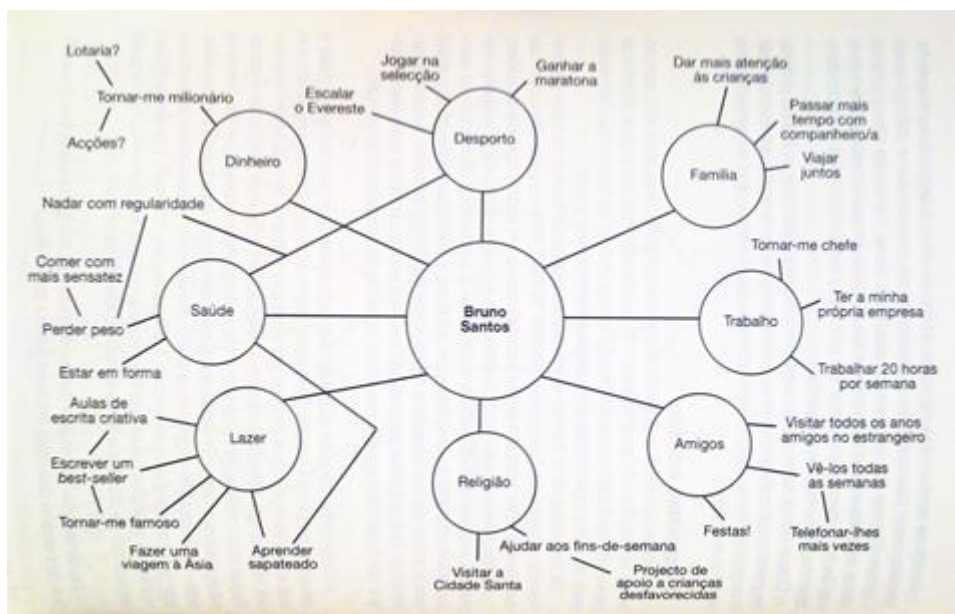 Lotaria?
Tornar-me milionário
Acções?
Dinheiro
Jogar na
selecção
Escalar
o Evereste
Ganhar a
maratona
Desporto
Dar mais atenção
às crianças
Passar mais
tempo com
companheiro/a
Viajar
juntos
Família
Nadar com regularidade
Comer com
mais sensatez
Perder peso
Estar em forma
Saúde
Bruno
Santos
Tornar-me chefe
Ter a minha
própria empresa
Trabalhar 20 horas
por semana
Trabalho
Aulas de
escrita criativa
Escrever um
best-seller
Tornar-me famoso
Fazer uma
viagem à Ásia
Aprender
sapateado
Lazer
Religião
Visitar a
Cidade Santa
Ajudar aos fins-de-semana
Projecto de
apoio a crianças
desfavorecidas
Amigos
Visitar todos os anos
amigos no estrangeiro
Vê-los todas
as semanas
Telefonar-lhes
mais vezes
Festas!